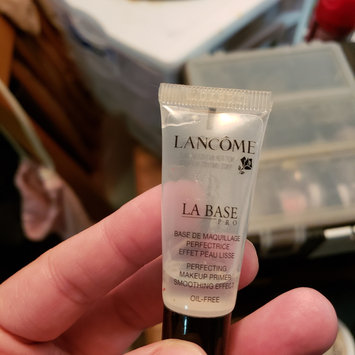 LANCÔME
LA BASE
PRO
BASE DE MAQUILLAGE
PERFECTRICE
EFFET PEAU LISSE
PERFECTING
MAKEUP PRIMER
SMOOTHING EFFECT
OIL-FREE